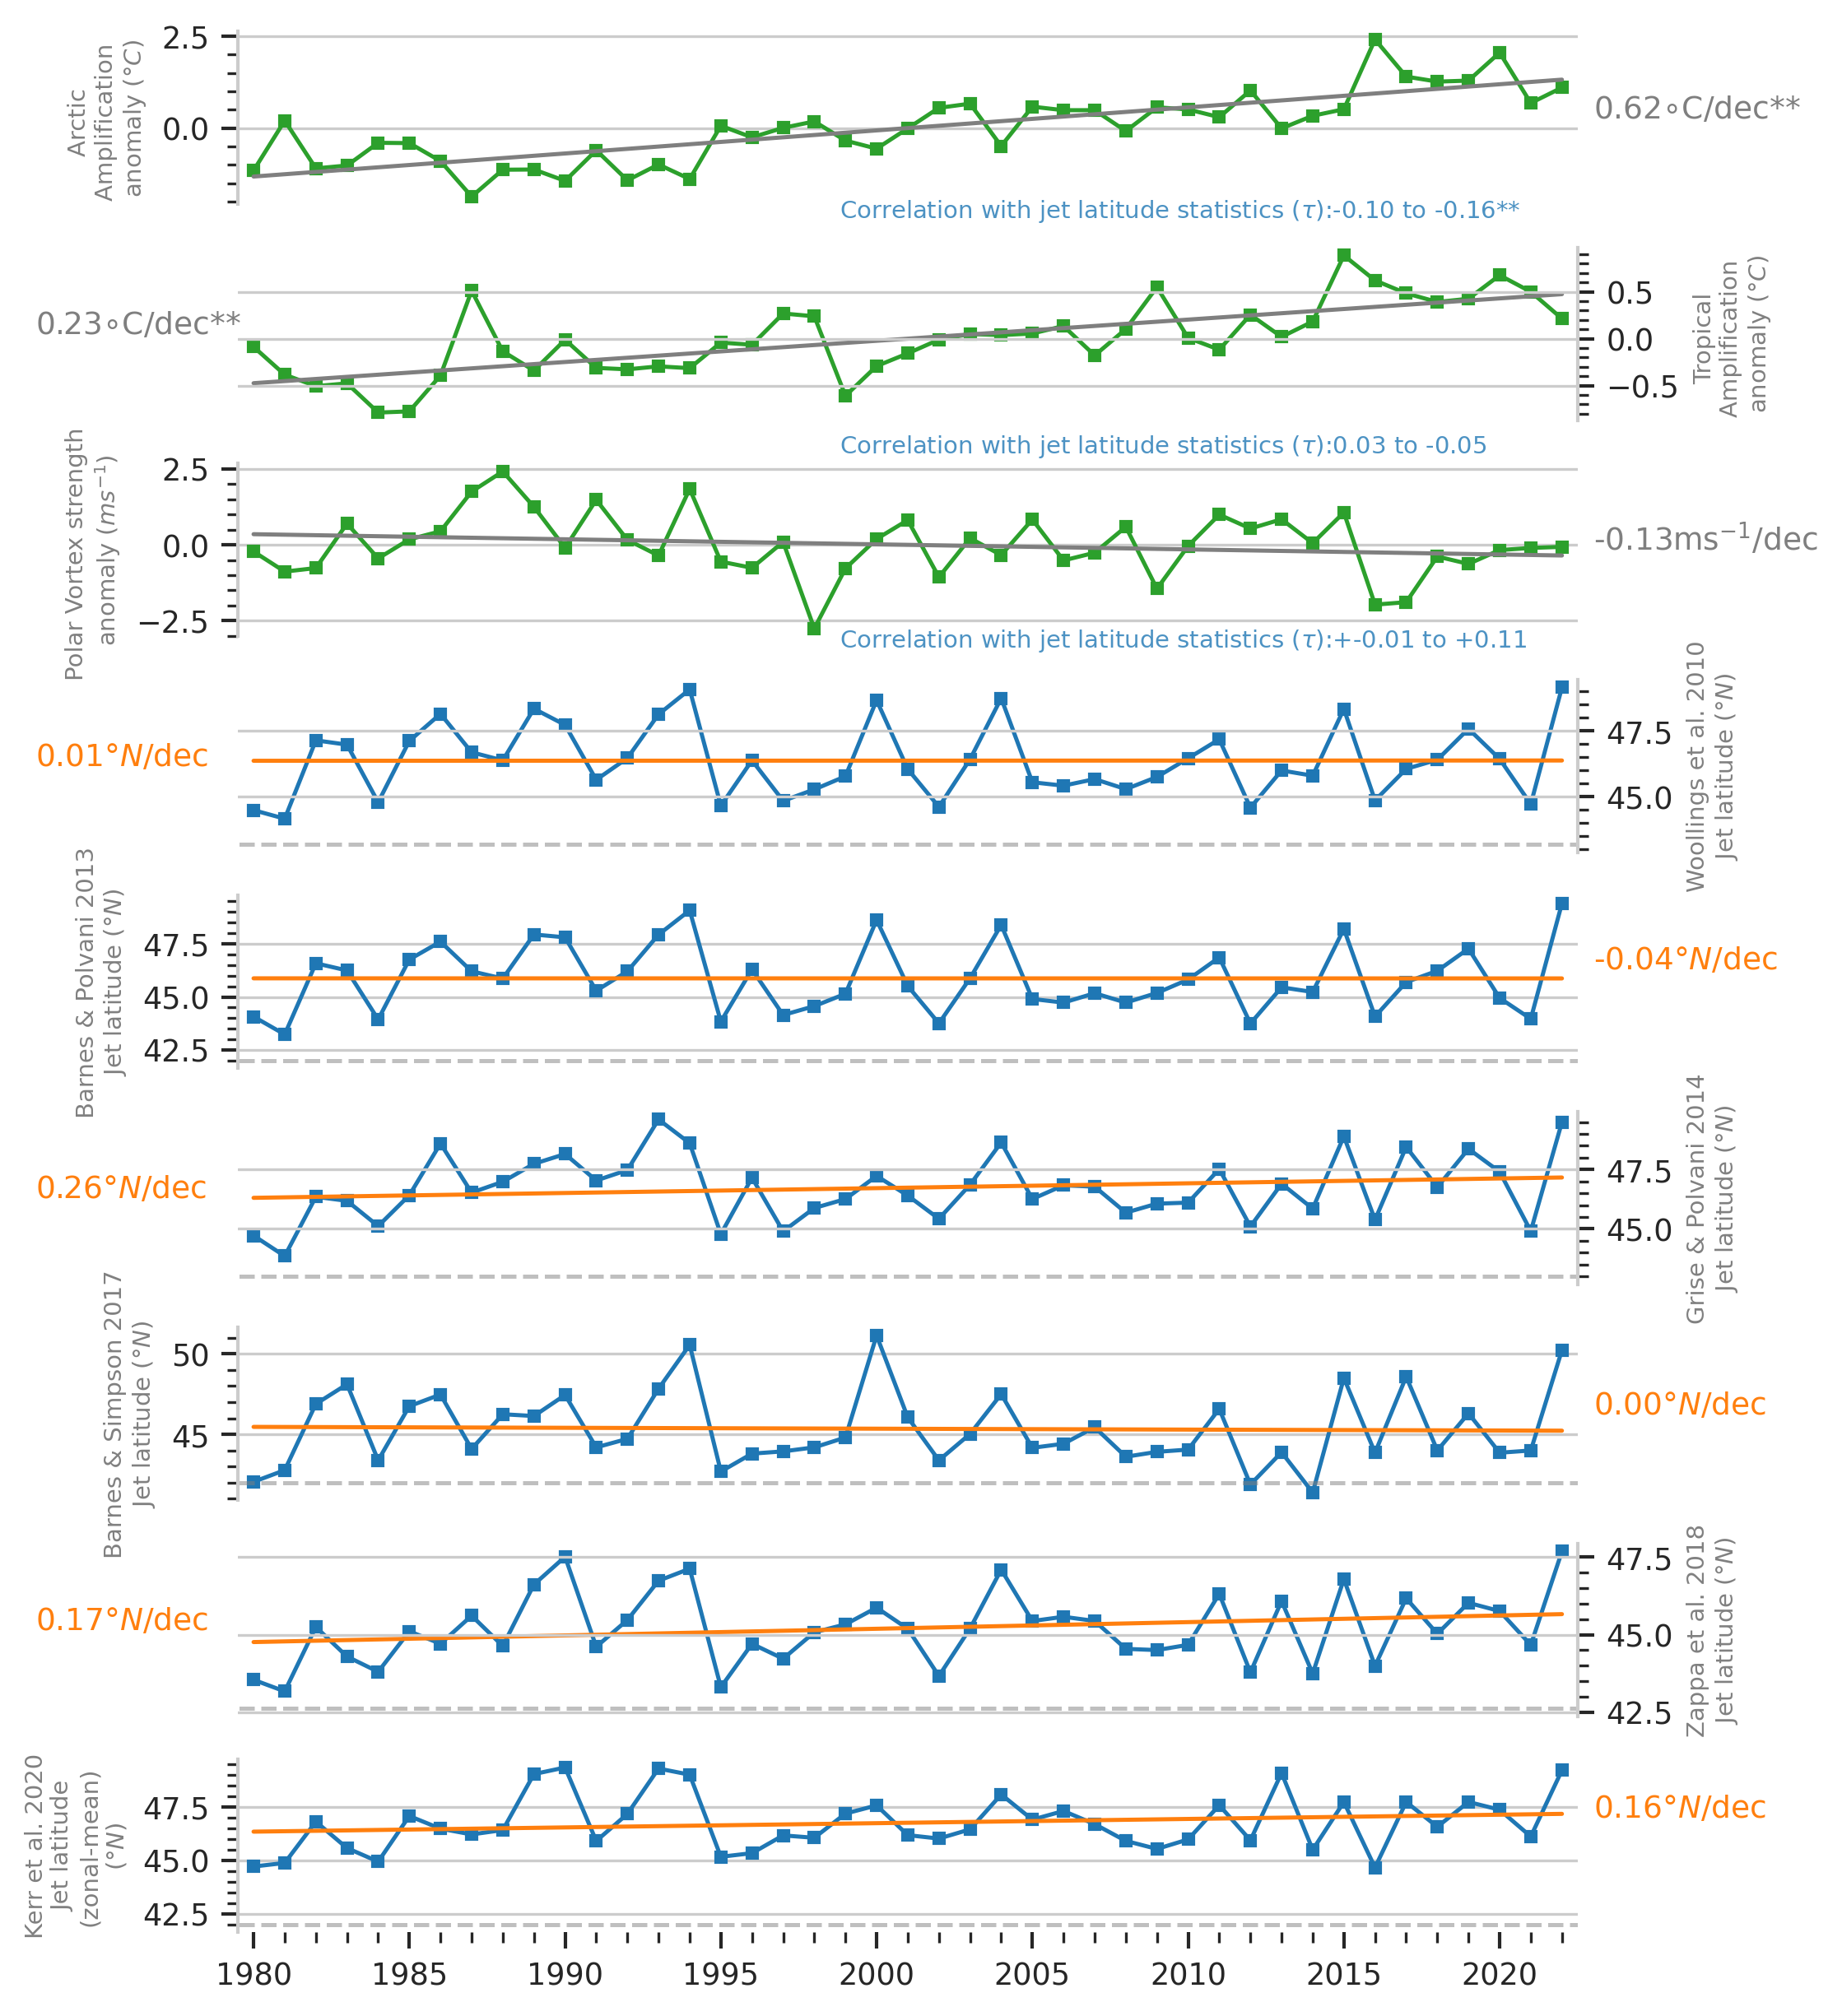 Arctic
Amplification
anomaly (°C)
2.5
0.0
0.62∘C/dec**
Correlation with jet latitude statistics (τ):-0.10 to -0.16**
0.23∘C/dec**
0.5
0.0
−0.5
Tropical
Amplification
anomaly (°C)
Correlation with jet latitude statistics (τ):0.03 to -0.05
Polar Vortex strength
anomaly (ms⁻¹)
2.5
0.0
−2.5
-0.13ms⁻¹/dec
Correlation with jet latitude statistics (τ):+-0.01 to +0.11
0.01°N/dec
47.5
45.0
Woollings et al. 2010
Jet latitude (°N)
Barnes & Polvani 2013
Jet latitude (°N)
47.5
45.0
42.5
-0.04°N/dec
0.26°N/dec
47.5
45.0
Grise & Polvani 2014
Jet latitude (°N)
Barnes & Simpson 2017
Jet latitude (°N)
50
45
0.00°N/dec
0.17°N/dec
47.5
45.0
42.5
Zappa et al. 2018
Jet latitude (°N)
Kerr et al. 2020
Jet latitude
(zonal-mean)
(°N)
47.5
45.0
42.5
0.16°N/dec
1980 1985 1990 1995 2000 2005 2010 2015 2020